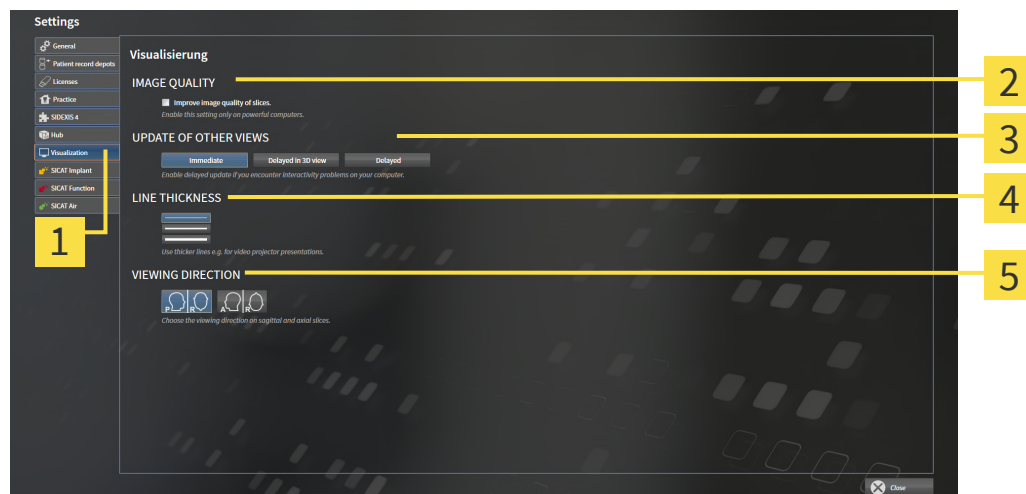 Settings
General
Patient record depots
Licenses
Practice
SIDEXIS 4
Hub
Visualization
SICAT Implant
SICAT Function
SICAT Air
1
Visualisierung
IMAGE QUALITY
Improve image quality of slices.
Enable this setting only on powerful computers.
2
UPDATE OF OTHER VIEWS
3
Immediate Delayed in 3D view Delayed
Enable delayed update if you encounter interactivity problems on your computer.
LINE THICKNESS
4
Use thicker lines e.g. for video projector presentations.
VIEWING DIRECTION
5
P R A R
Choose the viewing direction on sagittal and axial slices.
Close